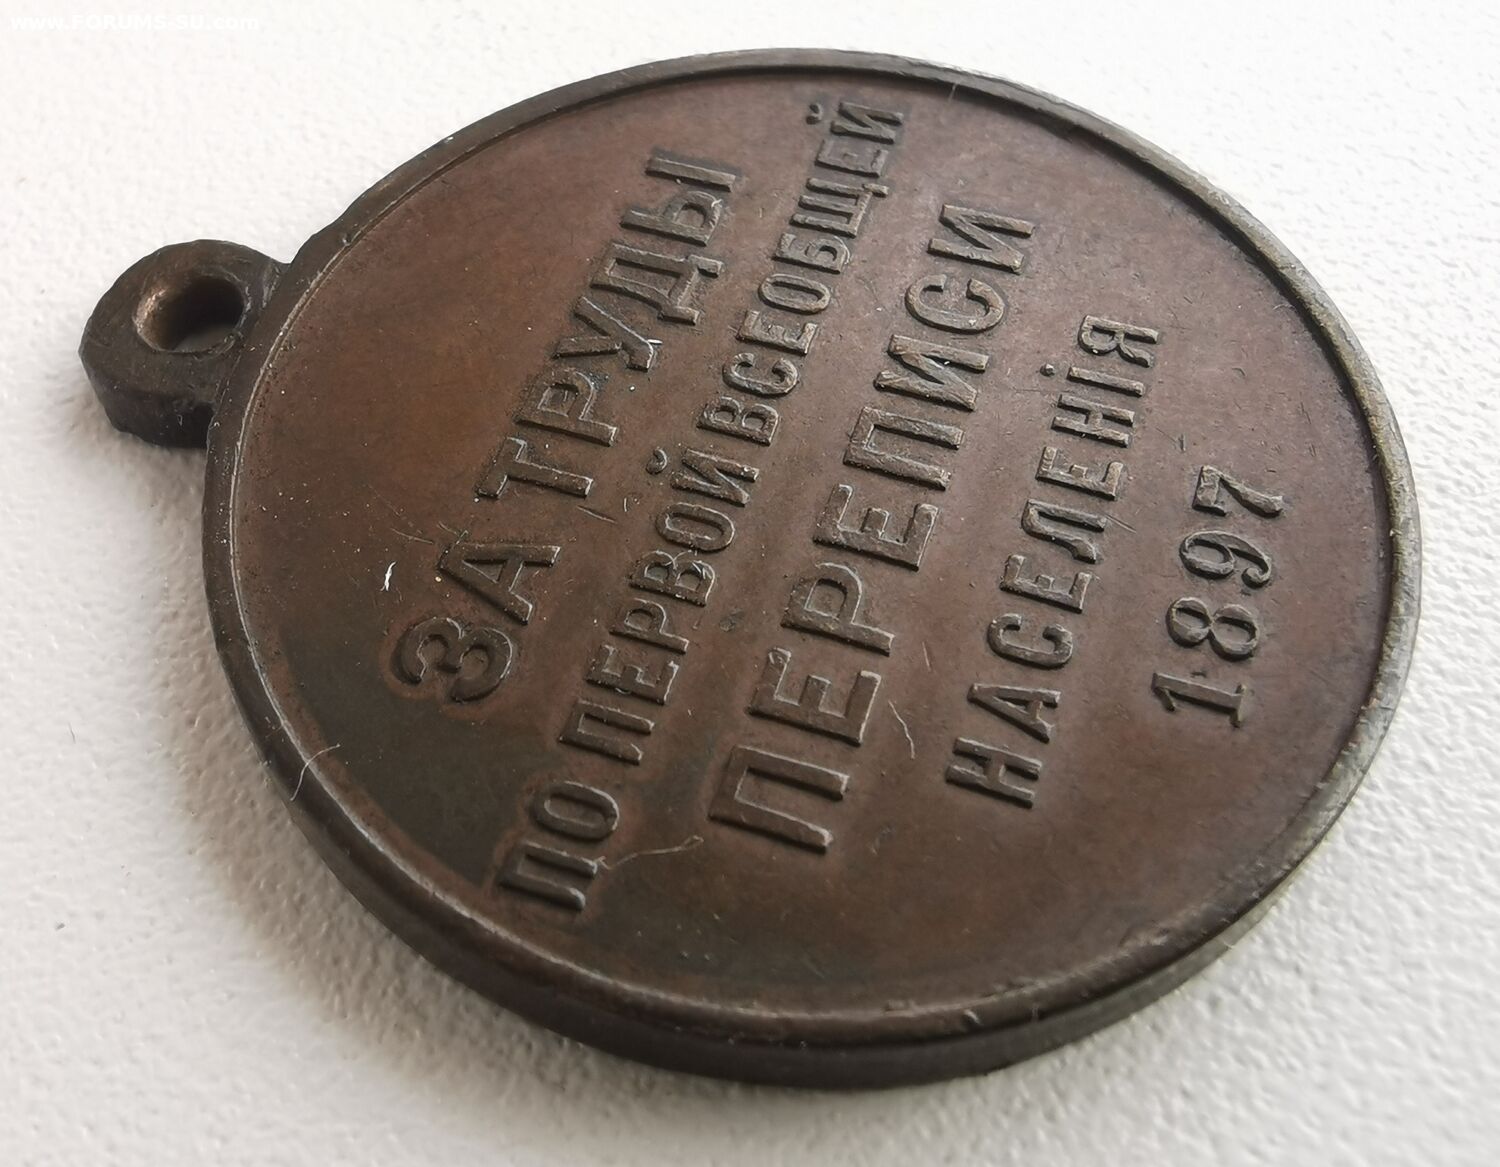 www.FORUMS-SU.com
ЗА ТРУДЫ
ПО ПЕРВОЙ ВСЕОБЩЕЙ
ПЕРЕПИСИ
НАСЕЛЕНІЯ
1897